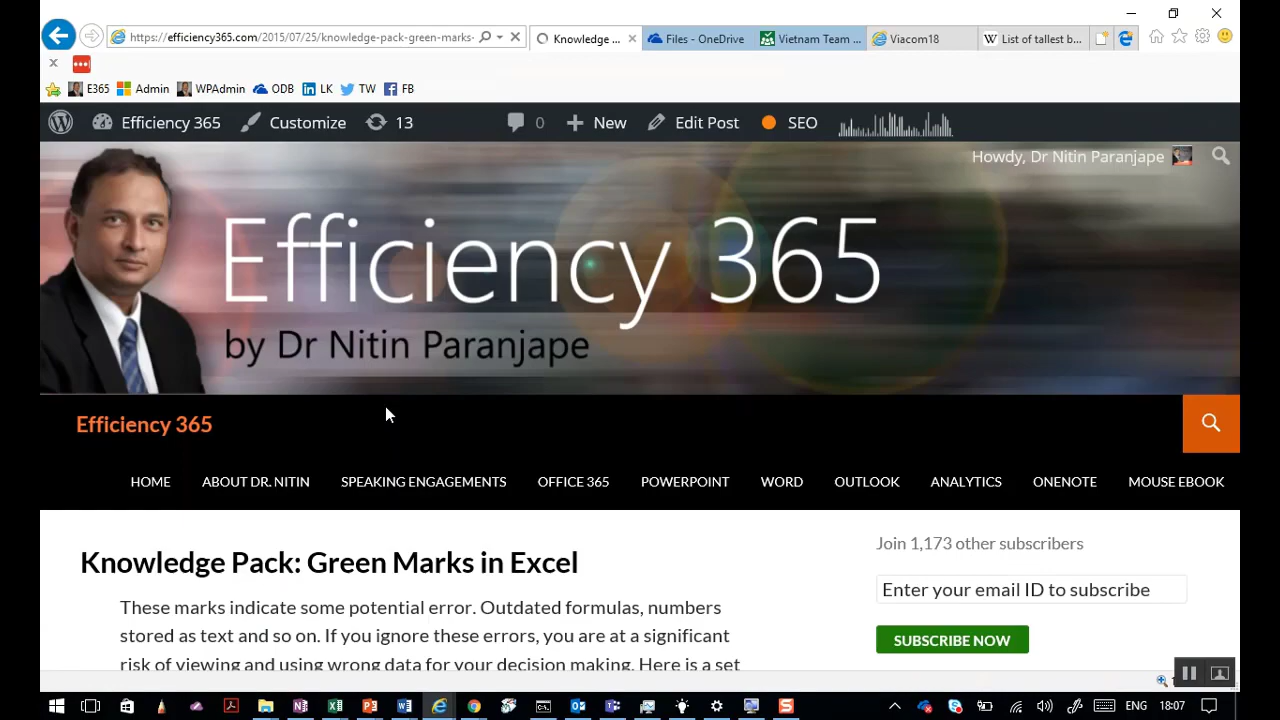 https://efficiency365.com/2015/07/25/knowledge-pack-green-marks-
Knowledge ...
Files - OneDrive
Vietnam Team ...
Viacom18
W List of tallest b...
E365
Admin
WPAdmin
ODB
LK
TW
FB
Efficiency 365
Customize
13
0
New
Edit Post
SEO
Howdy, Dr Nitin Paranjape
Efficiency 365
by Dr Nitin Paranjape
Efficiency 365
HOME
ABOUT DR. NITIN
SPEAKING ENGAGEMENTS
OFFICE 365
POWERPOINT
WORD
OUTLOOK
ANALYTICS
ONENOTE
MOUSE EBOOK
Knowledge Pack: Green Marks in Excel
These marks indicate some potential error. Outdated formulas, numbers
stored as text and so on. If you ignore these errors, you are at a significant
risk of viewing and using wrong data for your decision making. Here is a set
Join 1,173 other subscribers
Enter your email ID to subscribe
SUBSCRIBE NOW
ENG
18:07